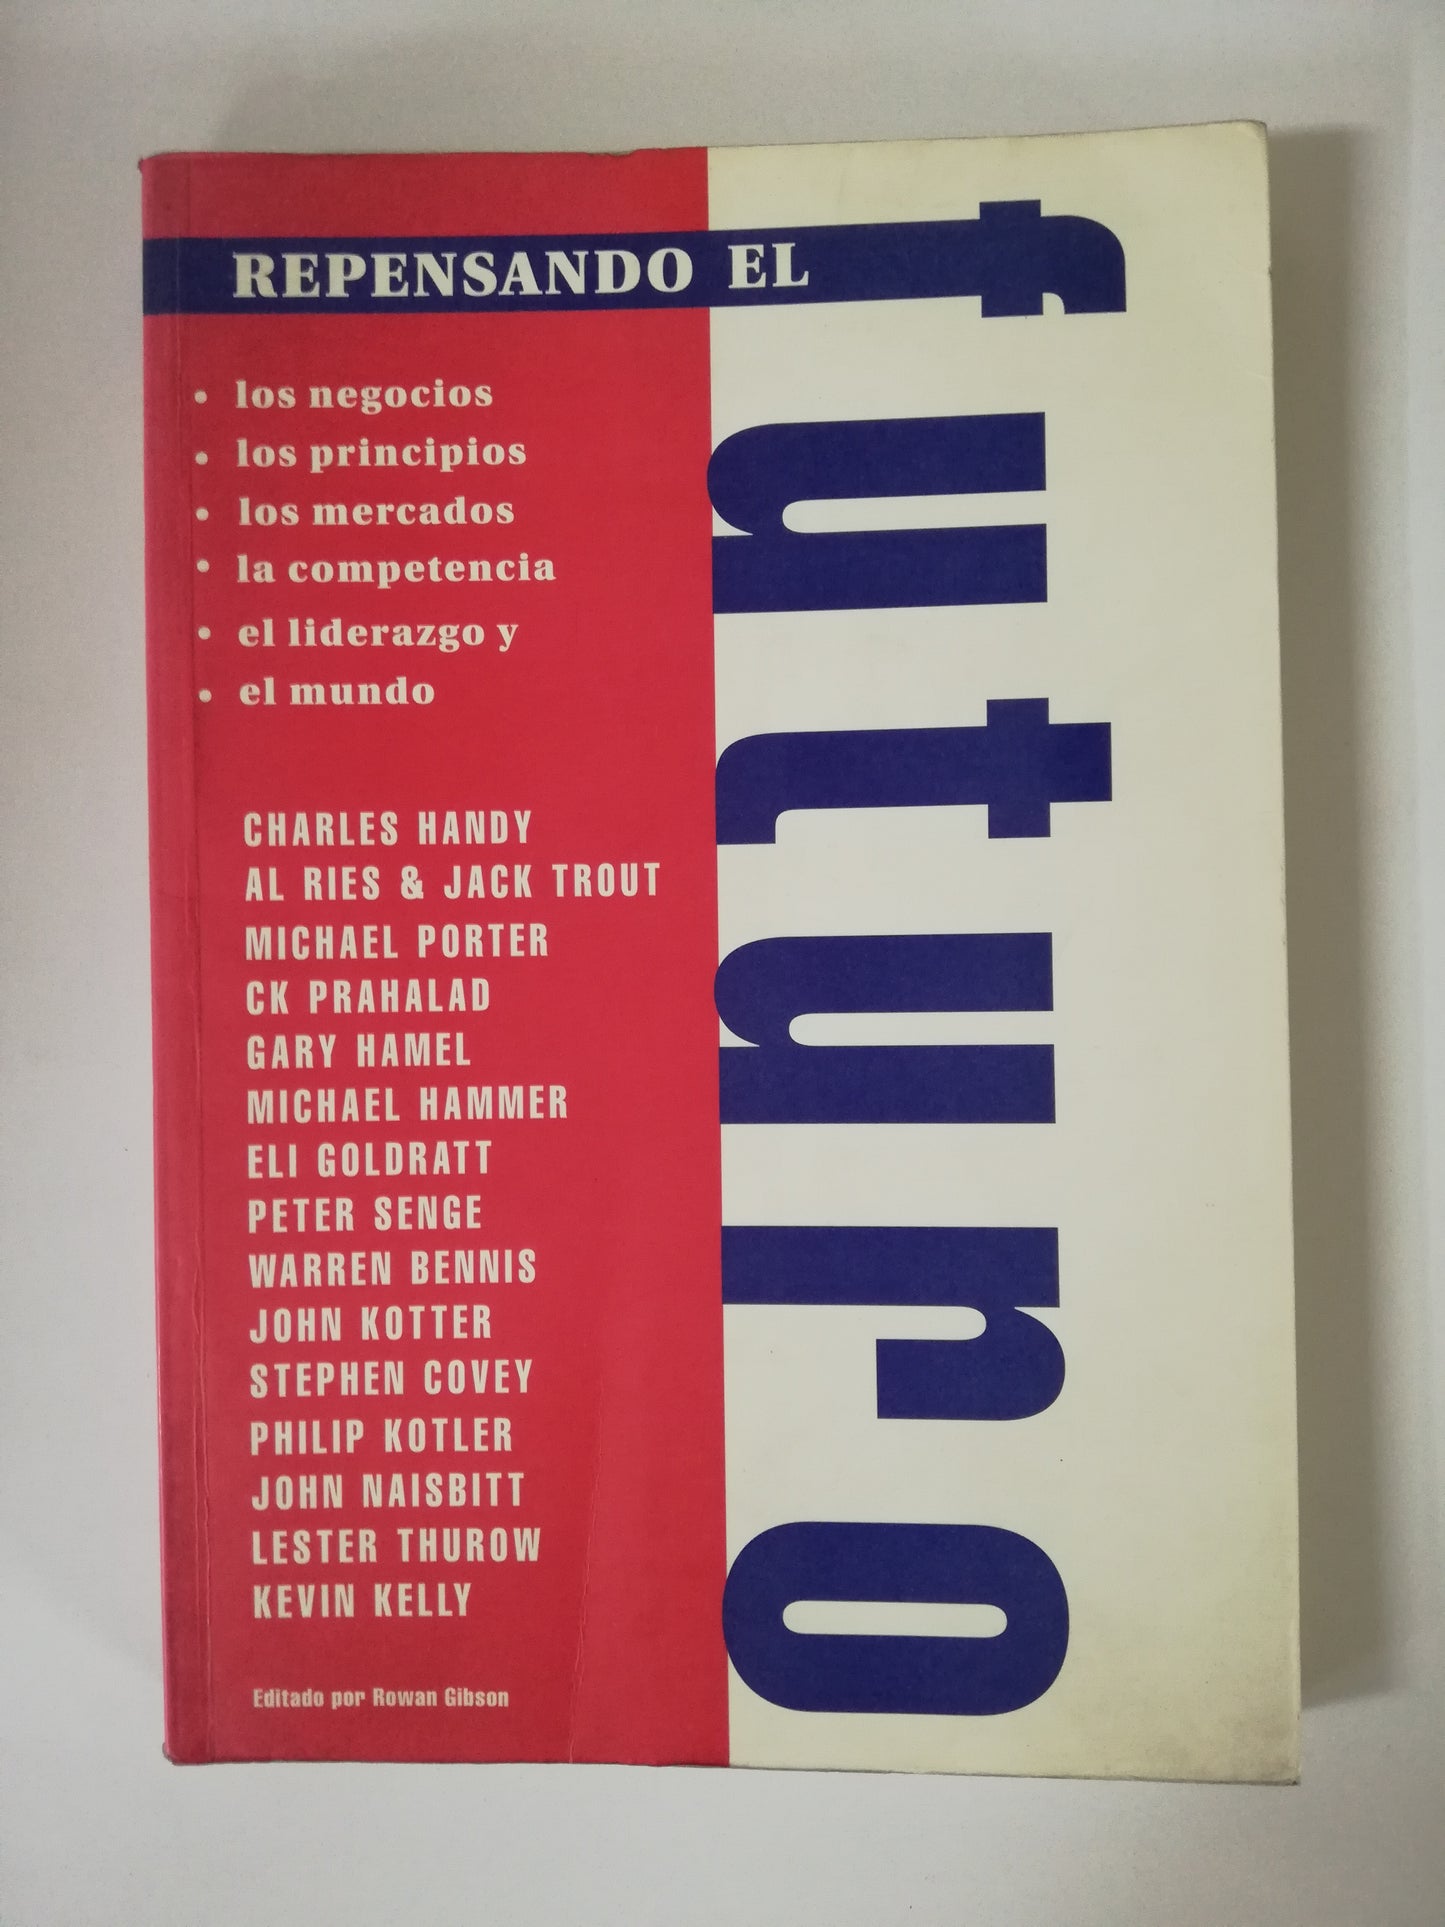 REPENSANDO EL
futuro
• los negocios
• los principios
• los mercados
• la competencia
• el liderazgo y
• el mundo
CHARLES HANDY
AL RIES & JACK TROUT
MICHAEL PORTER
CK PRAHALAD
GARY HAMEL
MICHAEL HAMMER
ELI GOLDRATT
PETER SENGE
WARREN BENNIS
JOHN KOTTER
STEPHEN COVEY
PHILIP KOTLER
JOHN NAISBITT
LESTER THUROW
KEVIN KELLY
Editado por Rowan Gibson